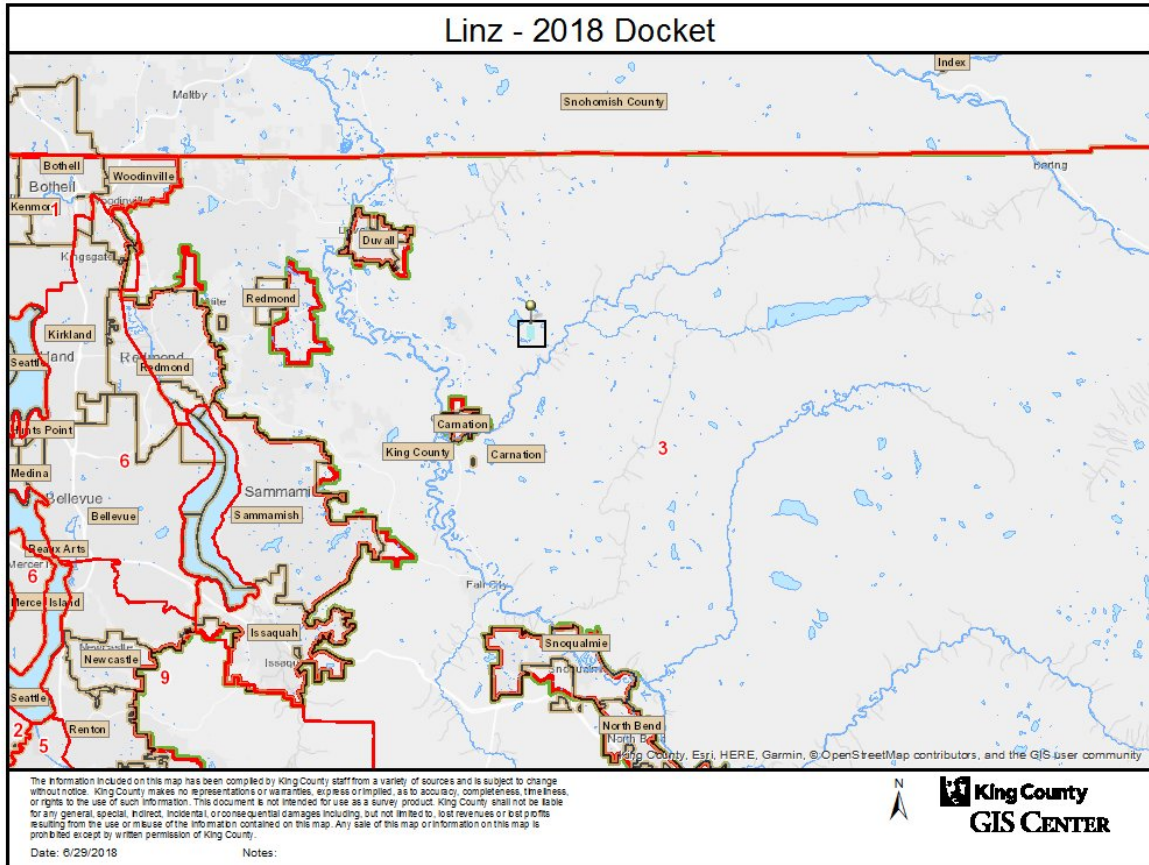 Linz - 2018 Docket
Index
Maltby
Snohomish County
Bothell
Bothell
Woodinville
Baring
1
Kingsgat
Duvall
Redmond
Kirkland
Redmond
Redmond
Seattle
Carnation
Hunts Point
King County
Carnation
3
6
Medina
Bellevue
Sammami
Bellevue
Sammamish
Beaux Arts
6
Mercer Island
Fall City
Issaquah
Snoqualmie
Newcastle
Newcastle
Issaqu
Snoqualmi
9
Seattle
2
5
Renton
North Bend
North Bend
King County, Esri, HERE, Garmin, © OpenStreetMap contributors, and the GIS user community
The information included on this map has been compiled by King County staff from a variety of sources and is subject to change
without notice. King County makes no representations or warranties, express or implied, as to accuracy, completeness, timeliness,
or rights to the use of such information. This document is not intended for use as a survey product. King County shall not be liable
for any general, special, indirect, incidental, or consequential damages including, but not limited to, lost revenues or lost profits
resulting from the use or misuse of the information contained on this map. Any sale of this map or information on this map is
prohibited except by written permission of King County.
Date: 6/29/2018 Notes:
N
King County
GIS CENTER